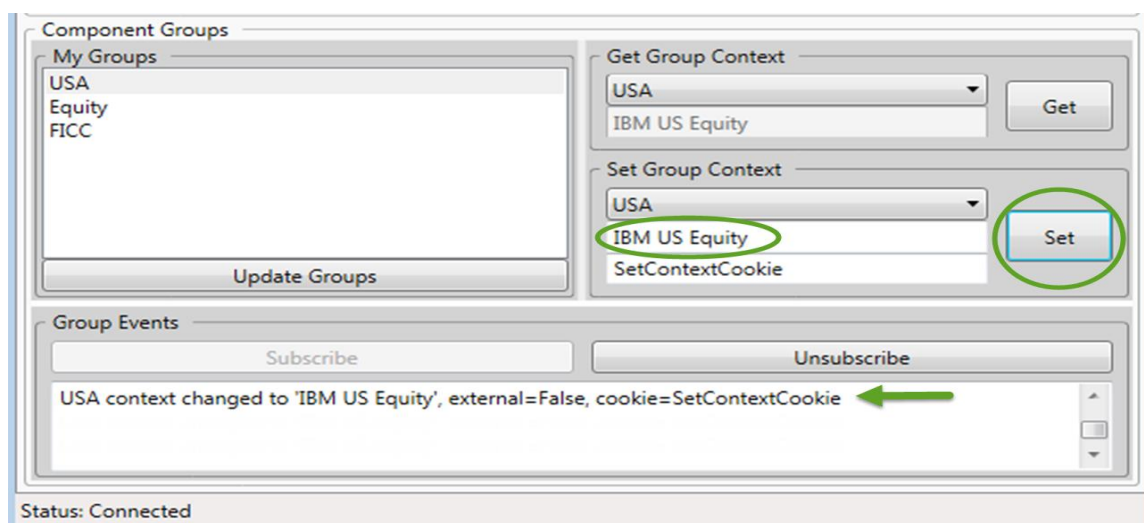 Component Groups
My Groups
USA
Equity
FICC
Update Groups
Get Group Context
USA
IBM US Equity
Get
Set Group Context
USA
IBM US Equity
SetContextCookie
Set
Group Events
Subscribe
Unsubscribe
USA context changed to 'IBM US Equity', external=False, cookie=SetContextCookie
Status: Connected